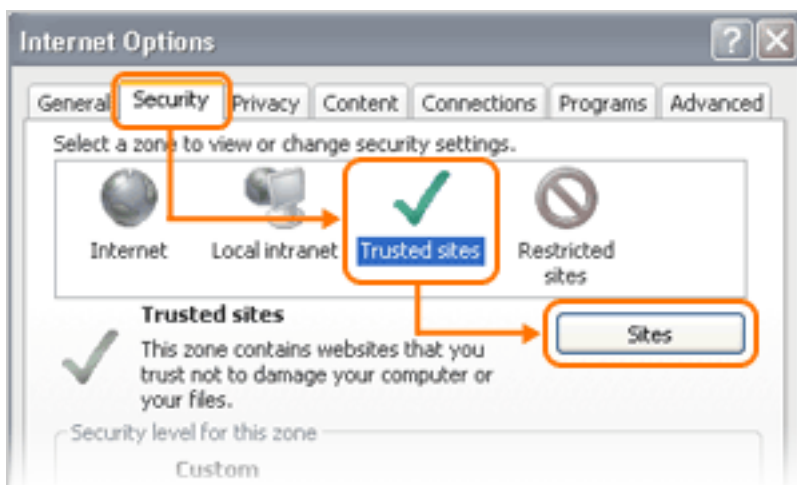 Internet Options
General Security Privacy Content Connections Programs Advanced
Select a zone to view or change security settings.
Internet Local intranet Trusted sites Restricted
sites
Trusted sites
Sites
This zone contains websites that you
trust not to damage your computer or
your files.
Security level for this zone
Custom